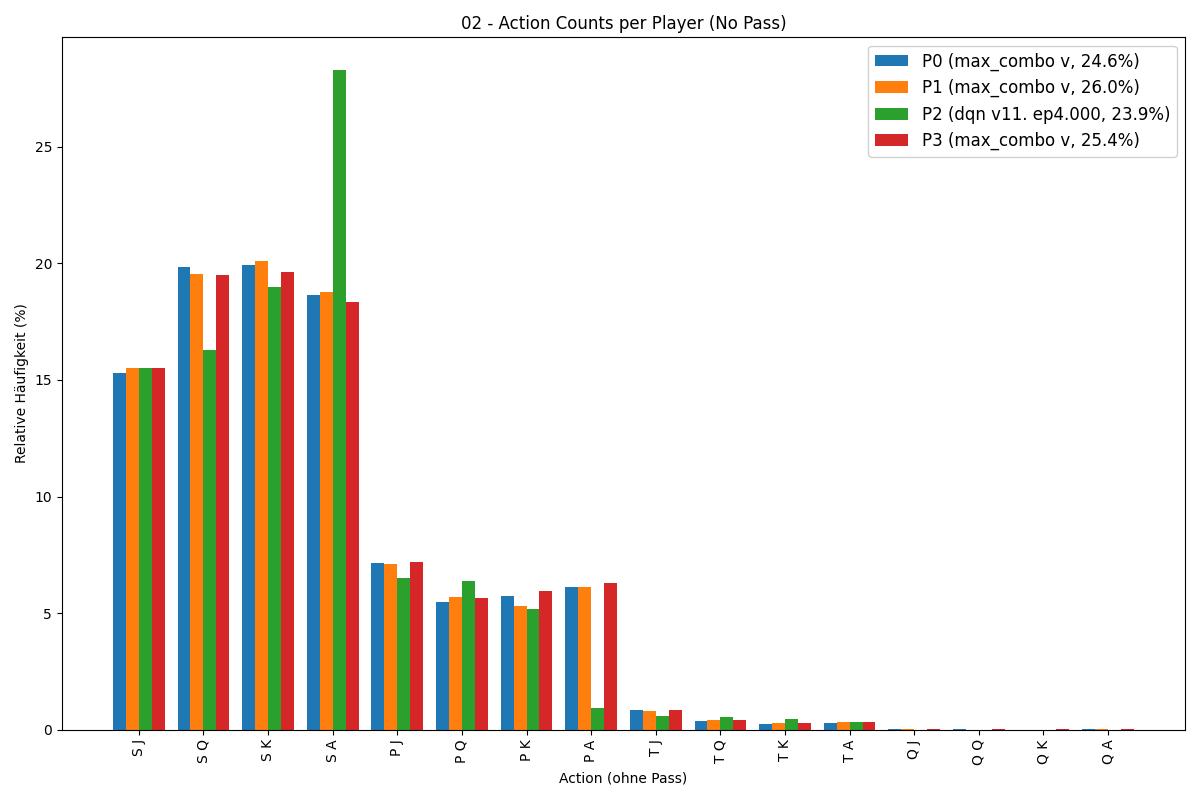 02 - Action Counts per Player (No Pass)
P0 (max_combo v, 24.6%)
P1 (max_combo v, 26.0%)
P2 (dqn v11. ep4.000, 23.9%)
P3 (max_combo v, 25.4%)
Relative Häufigkeit (%)
25
20
15
10
5
0
S J
S Q
S K
S A
P J
P Q
P K
P A
T J
T Q
T K
T A
Q J
Q Q
Q K
Q A
Action (ohne Pass)